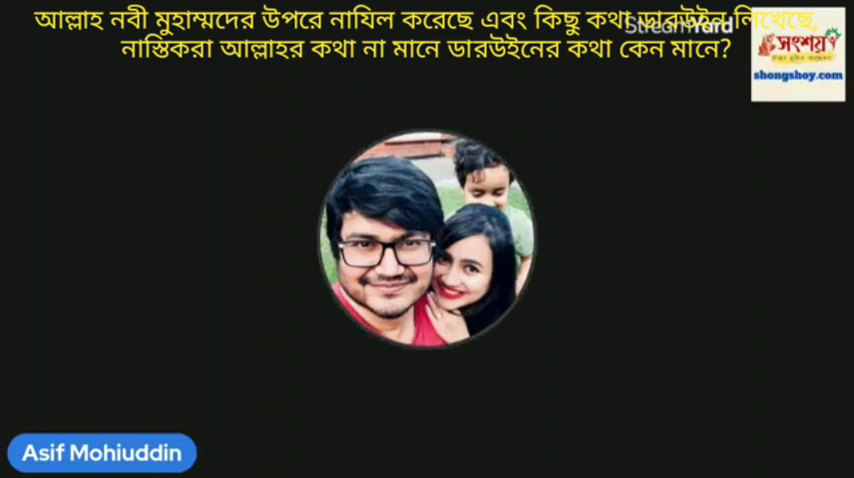 আল্লাহ নবী মুহাম্মদের উপরে নাযিল করেছে এবং কিছু কথা ডারউইন লিখেছে,
নাস্তিকরা আল্লাহর কথা না মানে ডারউইনের কথা কেন মানে?
StreamYard
সংশয়
shongshoy.com
Asif Mohiuddin